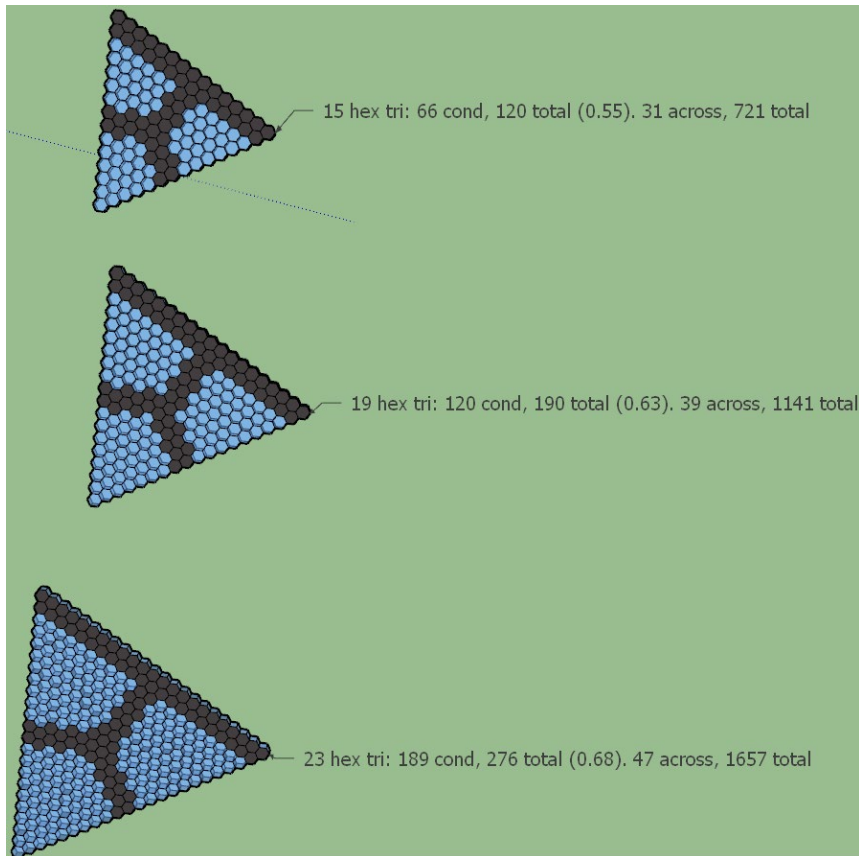 15 hex tri: 66 cond, 120 total (0.55). 31 across, 721 total
19 hex tri: 120 cond, 190 total (0.63). 39 across, 1141 total
23 hex tri: 189 cond, 276 total (0.68). 47 across, 1657 total